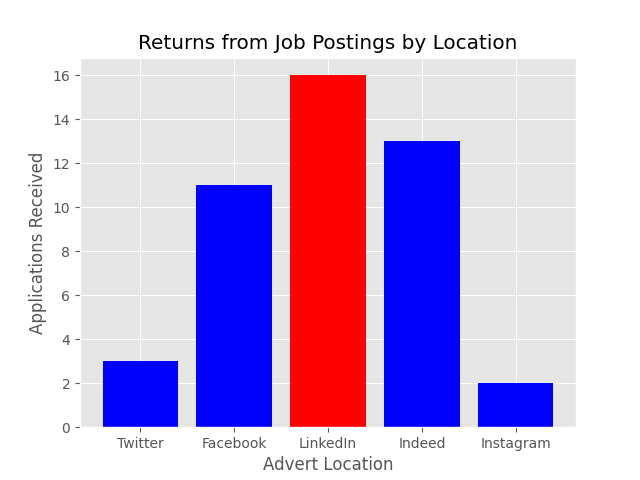 Returns from Job Postings by Location
Applications Received
16
14
12
10
8
6
4
2
0
Twitter Facebook LinkedIn Indeed Instagram
Advert Location